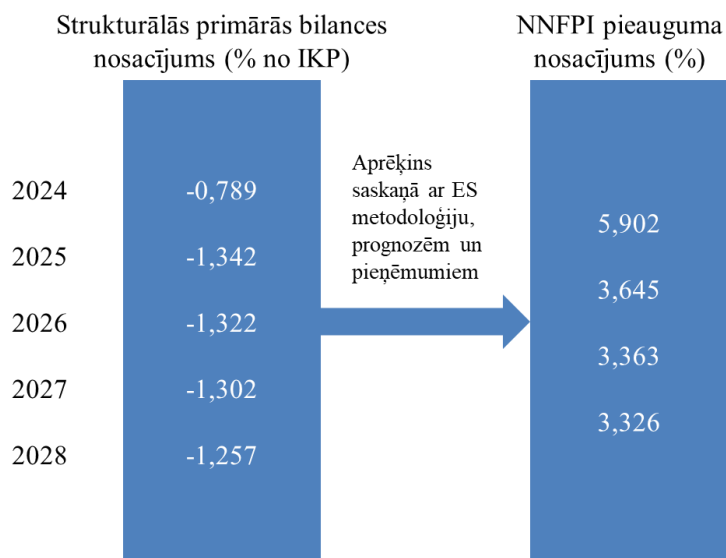 Strukturālās primārās bilances
nosacījums (% no IKP)
NNFPI pieauguma
nosacījums (%)
2024
-0,789
2025
-1,342
2026
-1,322
2027
-1,302
2028
-1,257
Aprēķins
saskaņā ar ES
metodoloģiju,
prognozēm un
pieņēmumiem
5,902
3,645
3,363
3,326